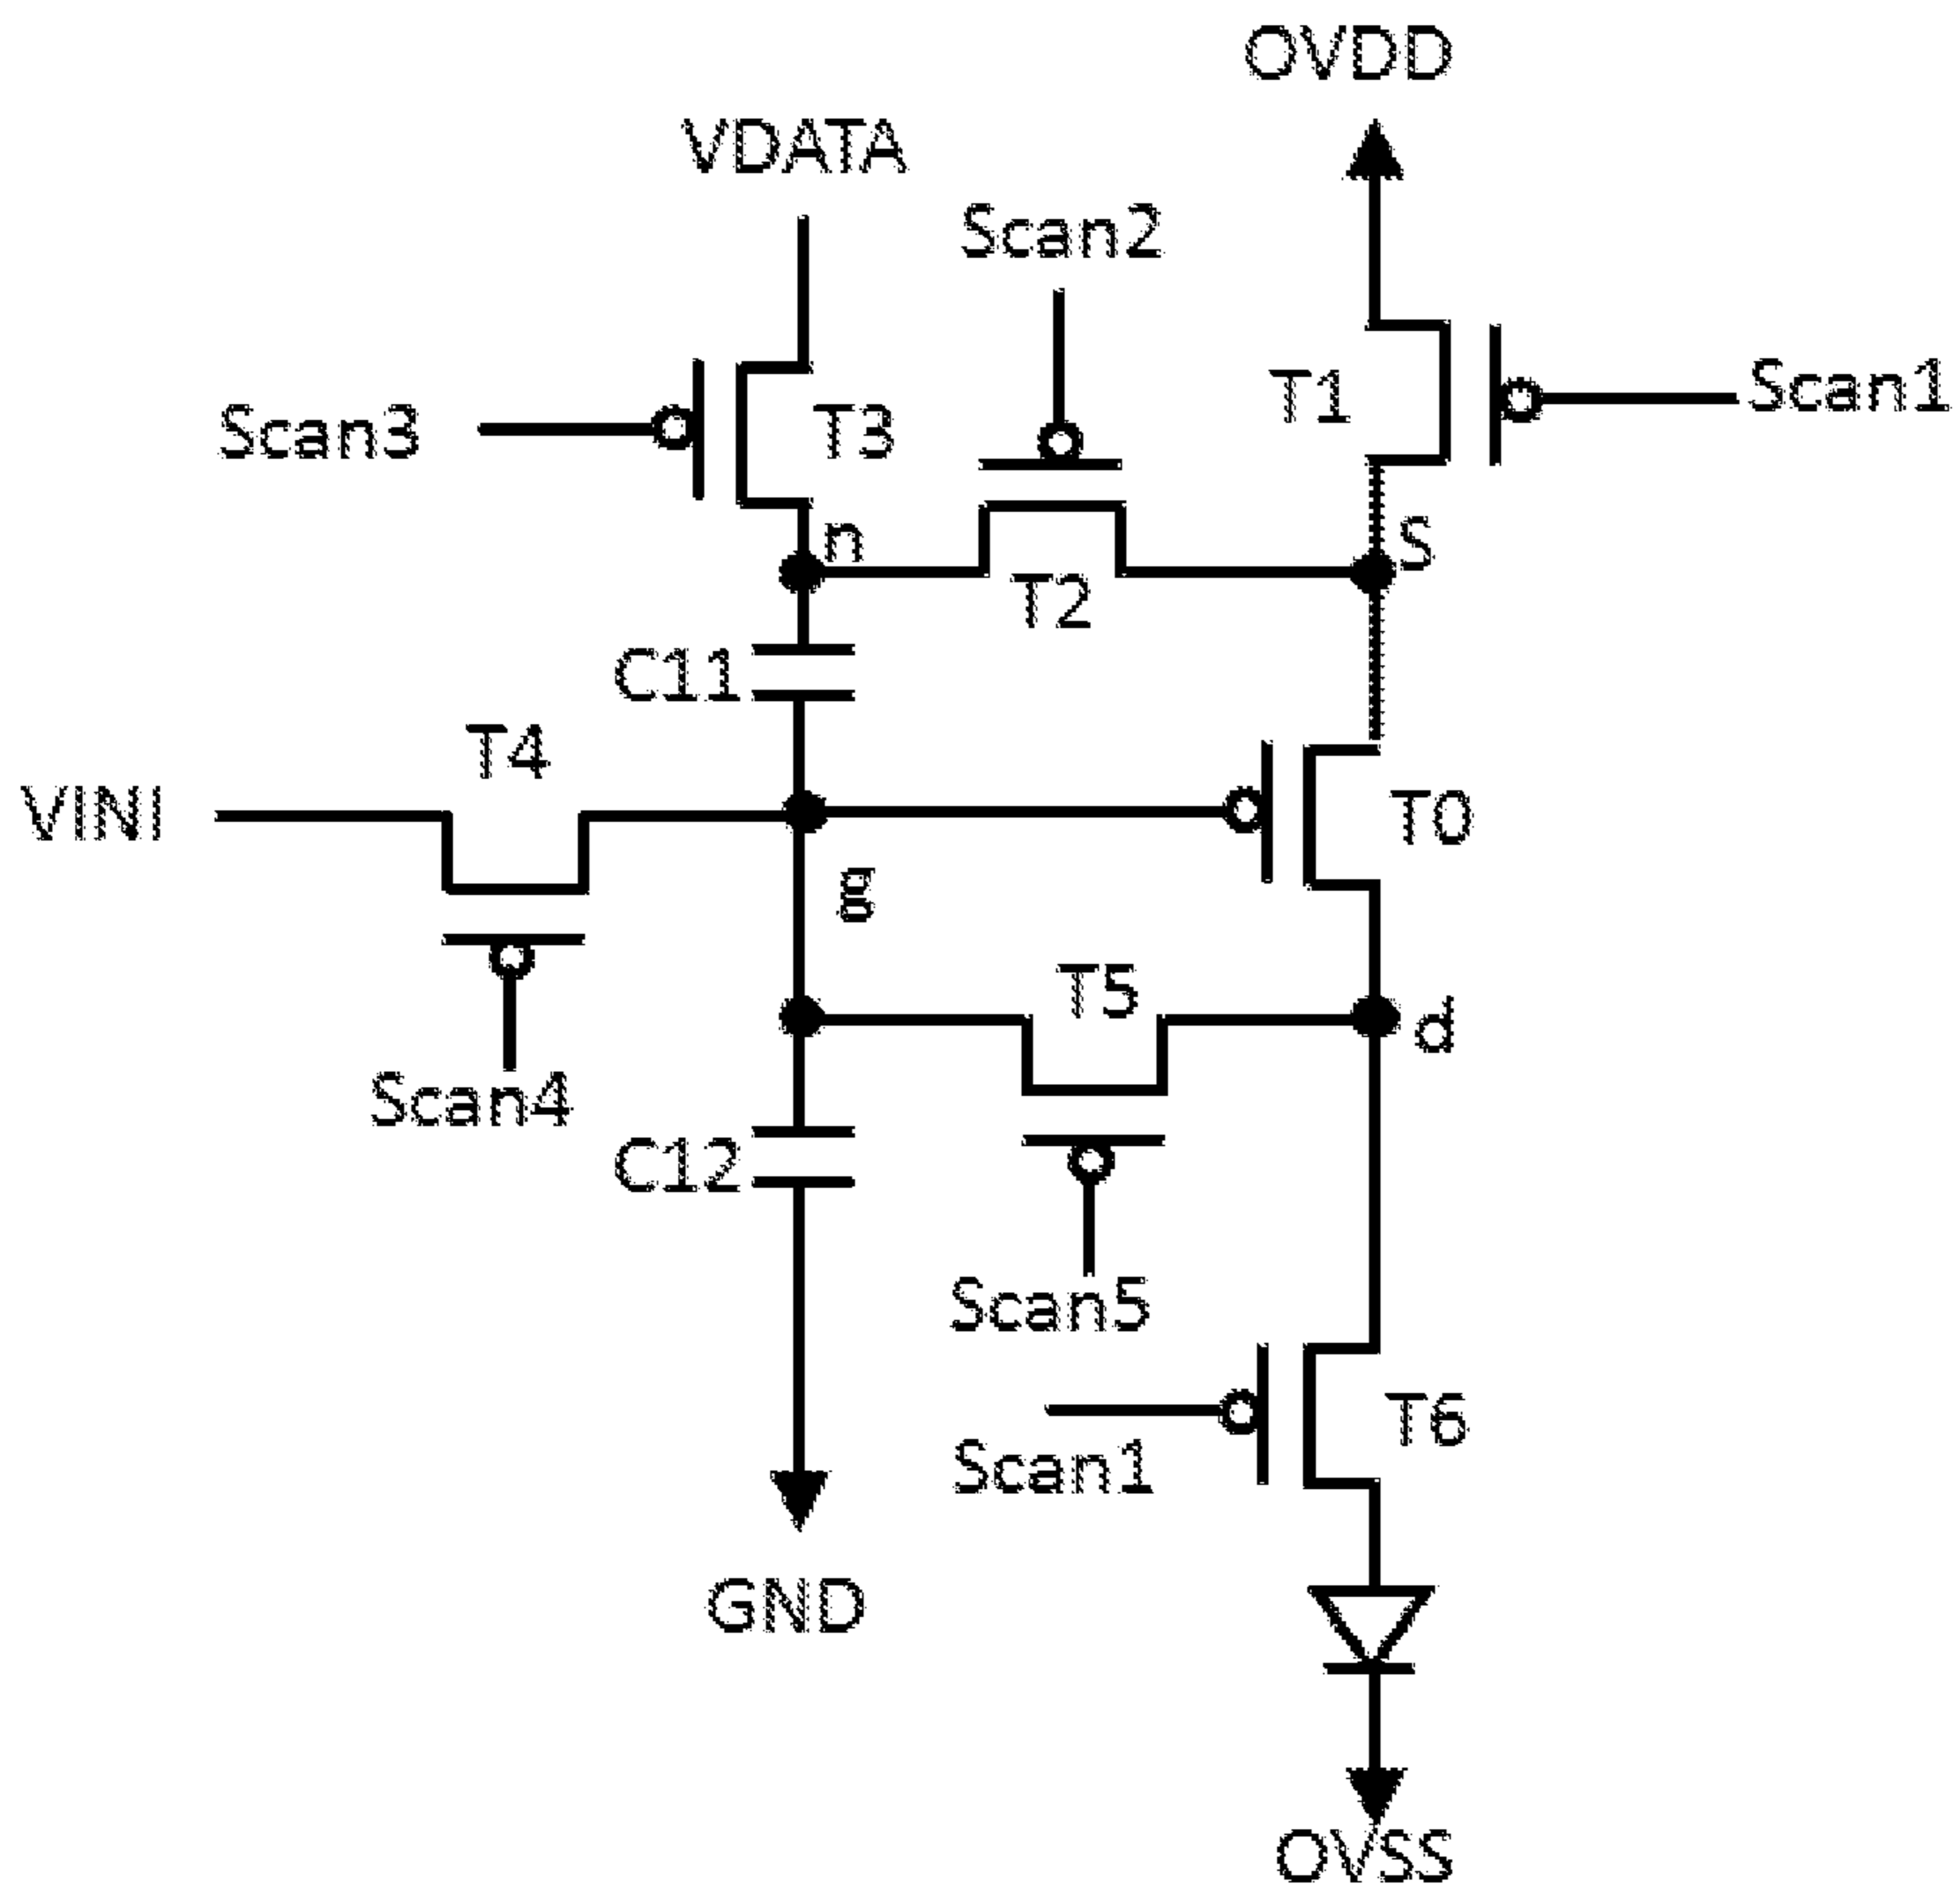 OVDD
VDATA
Scan2
Scan1
T1
Scan3
T3
n
S
T2
C11
T4
VINI
T0
g
T5
d
Scan4
C12
Scan5
T6
Scan1
GND
OVSS